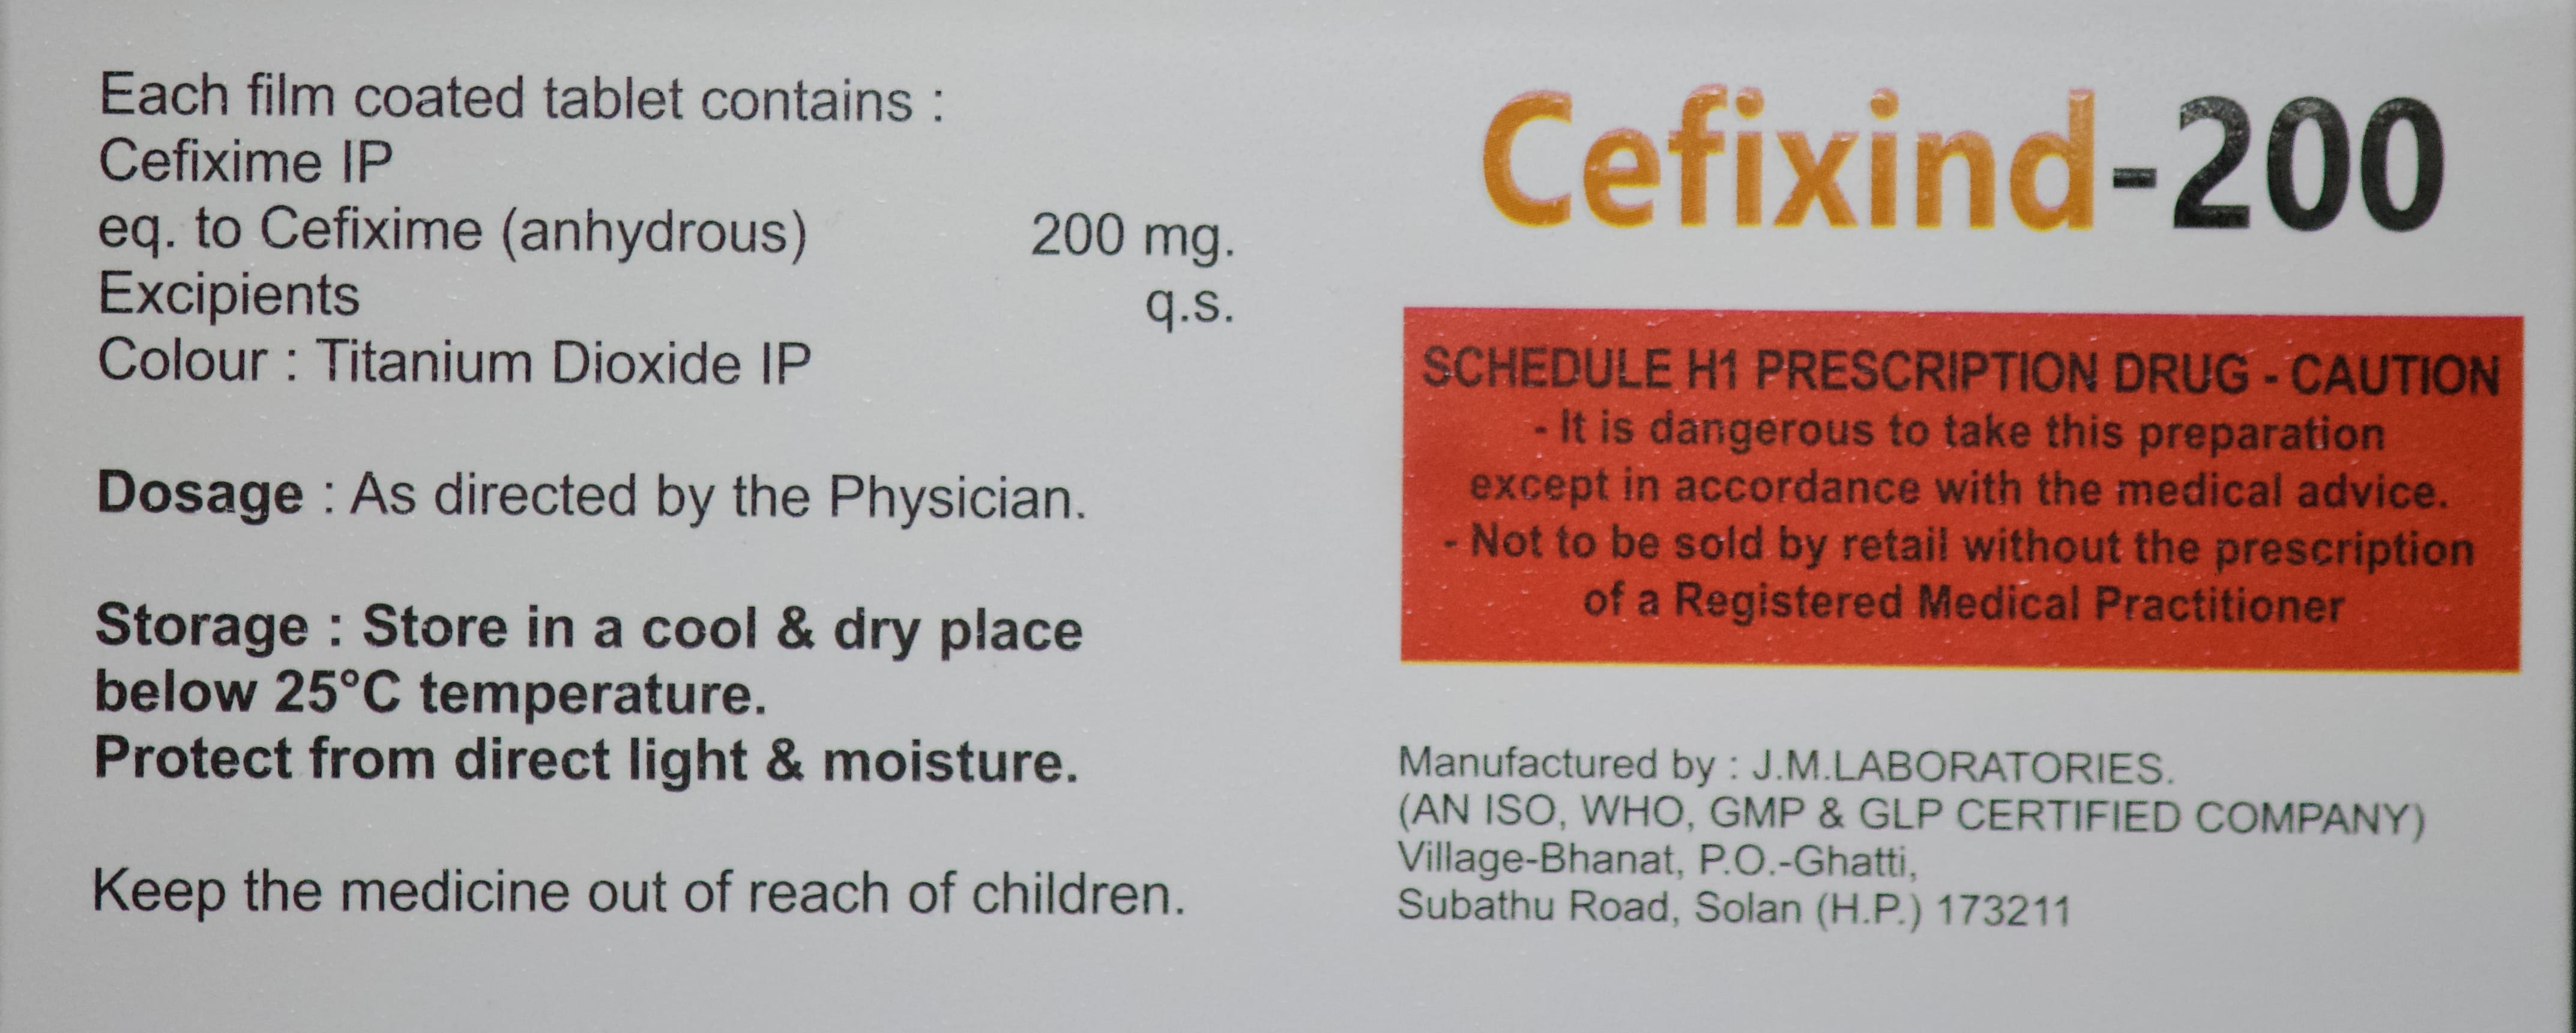 Each film coated tablet contains :
Cefixime IP
eq. to Cefixime (anhydrous) 200 mg.
Excipients q.s.
Colour : Titanium Dioxide IP
Dosage : As directed by the Physician.
Storage : Store in a cool & dry place
below 25°C temperature.
Protect from direct light & moisture.
Keep the medicine out of reach of children.
Cefixind-200
SCHEDULE H1 PRESCRIPTION DRUG - CAUTION
- It is dangerous to take this preparation
except in accordance with the medical advice.
- Not to be sold by retail without the prescription
of a Registered Medical Practitioner
Manufactured by : J.M.LABORATORIES.
(AN ISO, WHO, GMP & GLP CERTIFIED COMPANY)
Village-Bhanat, P.O.-Ghatti,
Subathu Road, Solan (H.P.) 173211